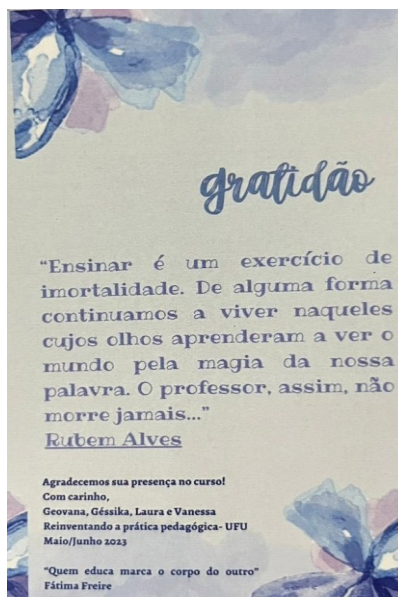 gratidão
“Ensinar é um exercício de
imortalidade. De alguma forma
continuamos a viver naqueles
cujos olhos aprenderam a ver o
mundo pela magia da nossa
palavra. O professor, assim, não
morre jamais...”
Rubem Alves
Agradecemos sua presença no curso!
Com carinho,
Geovana, Géssika, Laura e Vanessa
Reinventando a prática pedagógica- UFU
Maio/Junho 2023
“Quem educa marca o corpo do outro”
Fátima Freire